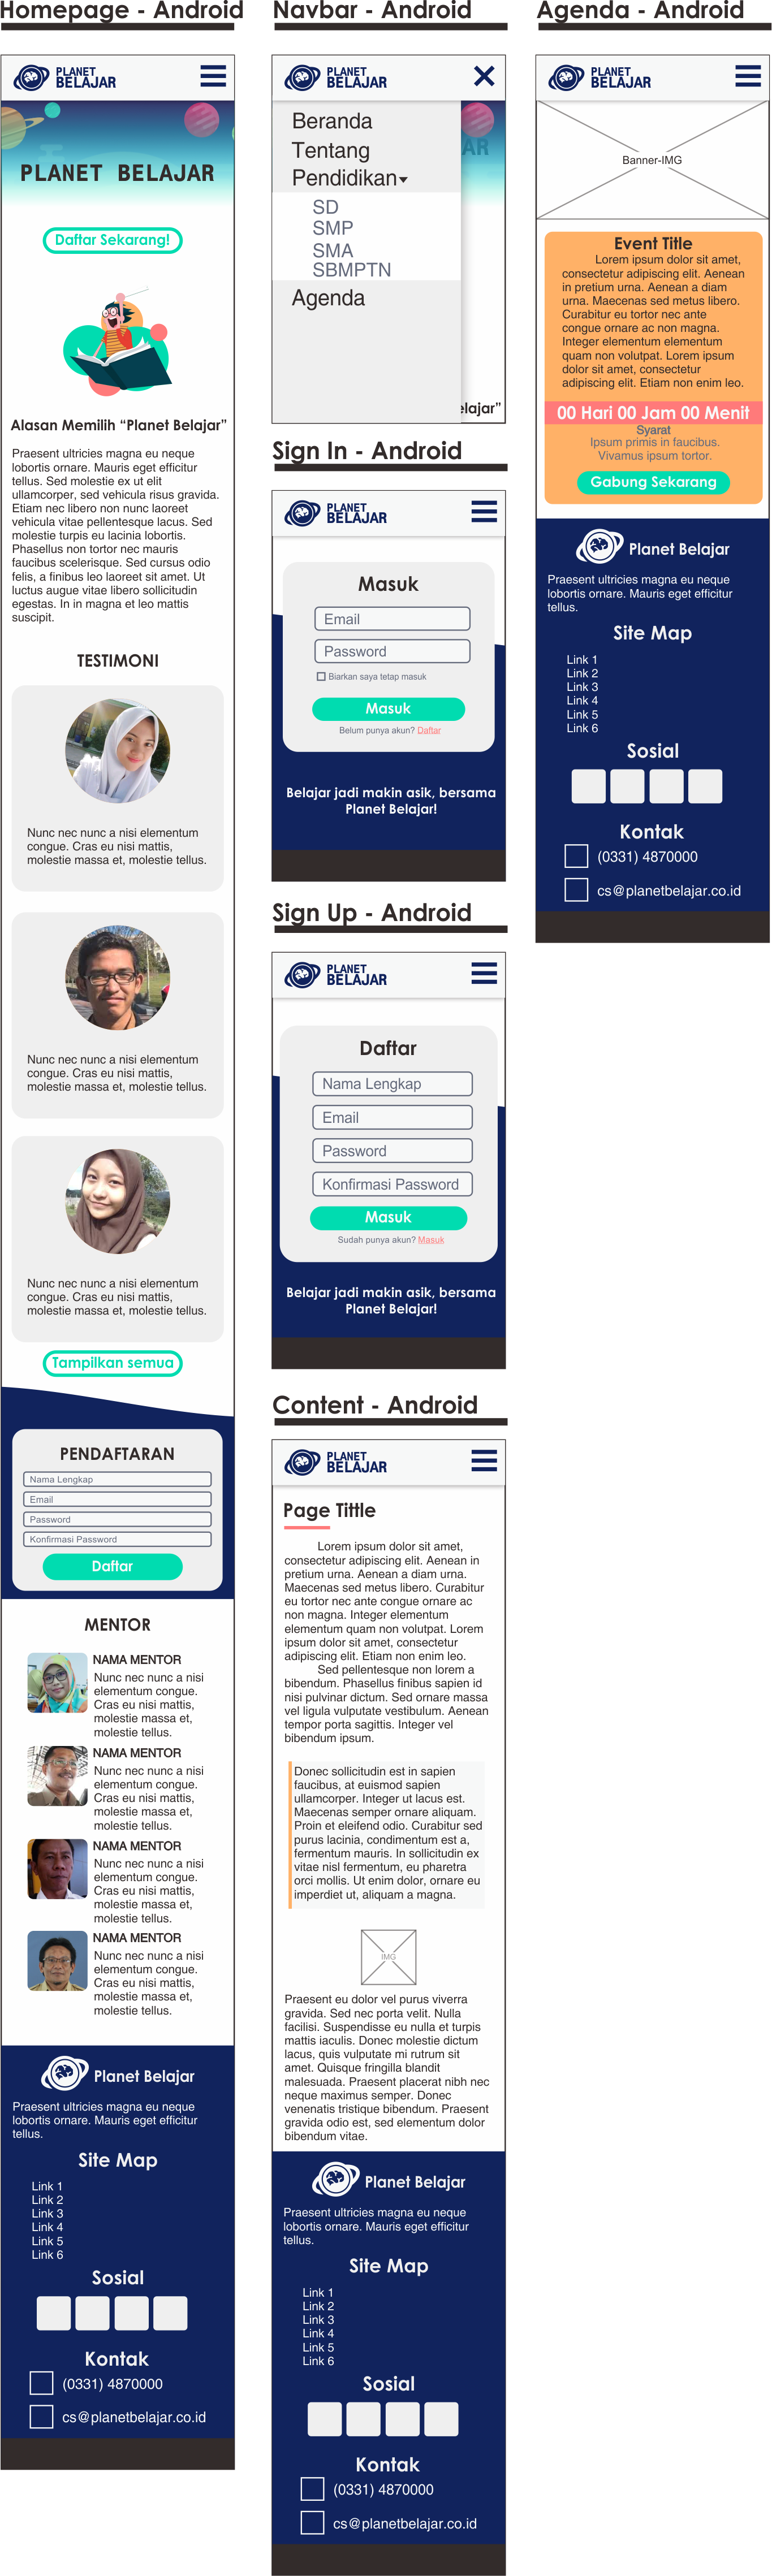 Homepage - Android
PLANET
BELAJAR
PLANET BELAJAR
Daftar Sekarang!
Alasan Memilih “Planet Belajar”
Praesent ultricies magna eu neque
lobortis ornare. Mauris eget efficitur
tellus. Sed molestie ex ut elit
ullamcorper, sed vehicula risus gravida.
Etiam nec libero non nunc laoreet
vehicula vitae pellentesque lacus. Sed
molestie turpis eu lacinia lobortis.
Phasellus non tortor nec mauris
faucibus scelerisque. Sed cursus odio
felis, a finibus leo laoreet sit amet. Ut
luctus augue vitae libero sollicitudin
egestas. In in magna et leo mattis
suscipit.
TESTIMONI
Nunc nec nunc a nisi elementum
congue. Cras eu nisi mattis,
molestie massa et, molestie tellus.
Nunc nec nunc a nisi elementum
congue. Cras eu nisi mattis,
molestie massa et, molestie tellus.
Nunc nec nunc a nisi elementum
congue. Cras eu nisi mattis,
molestie massa et, molestie tellus.
Tampilkan semua
PENDAFTARAN
Nama Lengkap
Email
Password
Konfirmasi Password
Daftar
MENTOR
NAMA MENTOR
Nunc nec nunc a nisi
elementum congue.
Cras eu nisi mattis,
molestie massa et,
molestie tellus.
NAMA MENTOR
Nunc nec nunc a nisi
elementum congue.
Cras eu nisi mattis,
molestie massa et,
molestie tellus.
NAMA MENTOR
Nunc nec nunc a nisi
elementum congue.
Cras eu nisi mattis,
molestie massa et,
molestie tellus.
NAMA MENTOR
Nunc nec nunc a nisi
elementum congue.
Cras eu nisi mattis,
molestie massa et,
molestie tellus.
Planet Belajar
Praesent ultricies magna eu neque
lobortis ornare. Mauris eget efficitur
tellus.
Site Map
Link 1
Link 2
Link 3
Link 4
Link 5
Link 6
Sosial
Kontak
(0331) 4870000
cs@planetbelajar.co.id
Navbar - Android
PLANET
BELAJAR
Beranda
Tentang
Pendidikan
SD
SMP
SMA
SBMPTN
Agenda
AR
elajar”
Sign In - Android
PLANET
BELAJAR
Masuk
Email
Password
Biarkan saya tetap masuk
Masuk
Belum punya akun? Daftar
Belajar jadi makin asik, bersama
Planet Belajar!
Sign Up - Android
PLANET
BELAJAR
Daftar
Nama Lengkap
Email
Password
Konfirmasi Password
Masuk
Sudah punya akun? Masuk
Belajar jadi makin asik, bersama
Planet Belajar!
Content - Android
PLANET
BELAJAR
Page Tittle
Lorem ipsum dolor sit amet,
consectetur adipiscing elit. Aenean in
pretium urna. Aenean a diam urna.
Maecenas sed metus libero. Curabitur
eu tortor nec ante congue ornare ac
non magna. Integer elementum
elementum quam non volutpat. Lorem
ipsum dolor sit amet, consectetur
adipiscing elit. Etiam non enim leo.
Sed pellentesque non lorem a
bibendum. Phasellus finibus sapien id
nisi pulvinar dictum. Sed ornare massa
vel ligula vulputate vestibulum. Aenean
tempor porta sagittis. Integer vel
bibendum ipsum.
Donec sollicitudin est in sapien
faucibus, at euismod sapien
ullamcorper. Integer ut lacus est.
Maecenas semper ornare aliquam.
Proin et eleifend odio. Curabitur sed
purus lacinia, condimentum est a,
fermentum mauris. In sollicitudin ex
vitae nisl fermentum, eu pharetra
orci mollis. Ut enim dolor, ornare eu
imperdiet ut, aliquam a magna.
IMG
Praesent eu dolor vel purus viverra
gravida. Sed nec porta velit. Nulla
facilisi. Suspendisse eu nulla et turpis
mattis iaculis. Donec molestie dictum
lacus, quis vulputate mi rutrum sit
amet. Quisque fringilla blandit
malesuada. Praesent placerat nibh nec
neque maximus semper. Donec
venenatis tristique bibendum. Praesent
gravida odio est, sed elementum dolor
bibendum vitae.
Planet Belajar
Praesent ultricies magna eu neque
lobortis ornare. Mauris eget efficitur
tellus.
Site Map
Link 1
Link 2
Link 3
Link 4
Link 5
Link 6
Sosial
Kontak
(0331) 4870000
cs@planetbelajar.co.id
Agenda - Android
PLANET
BELAJAR
Banner-IMG
Event Title
Lorem ipsum dolor sit amet,
consectetur adipiscing elit. Aenean
in pretium urna. Aenean a diam
urna. Maecenas sed metus libero.
Curabitur eu tortor nec ante
congue ornare ac non magna.
Integer elementum elementum
quam non volutpat. Lorem ipsum
dolor sit amet, consectetur
adipiscing elit. Etiam non enim leo.
00 Hari 00 Jam 00 Menit
Syarat
Ipsum primis in faucibus.
Vivamus ipsum tortor.
Gabung Sekarang
Planet Belajar
Praesent ultricies magna eu neque
lobortis ornare. Mauris eget efficitur
tellus.
Site Map
Link 1
Link 2
Link 3
Link 4
Link 5
Link 6
Sosial
Kontak
(0331) 4870000
cs@planetbelajar.co.id